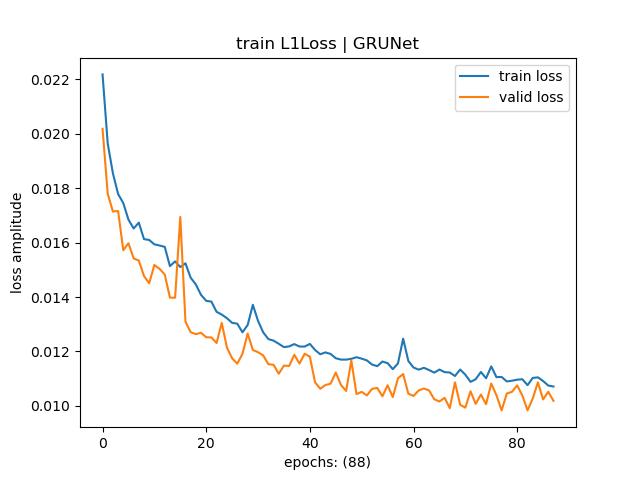 train L1Loss | GRUNet
train loss
valid loss
0.022
0.020
0.018
0.016
0.014
0.012
0.010
loss amplitude
0 20 40 60 80
epochs: (88)